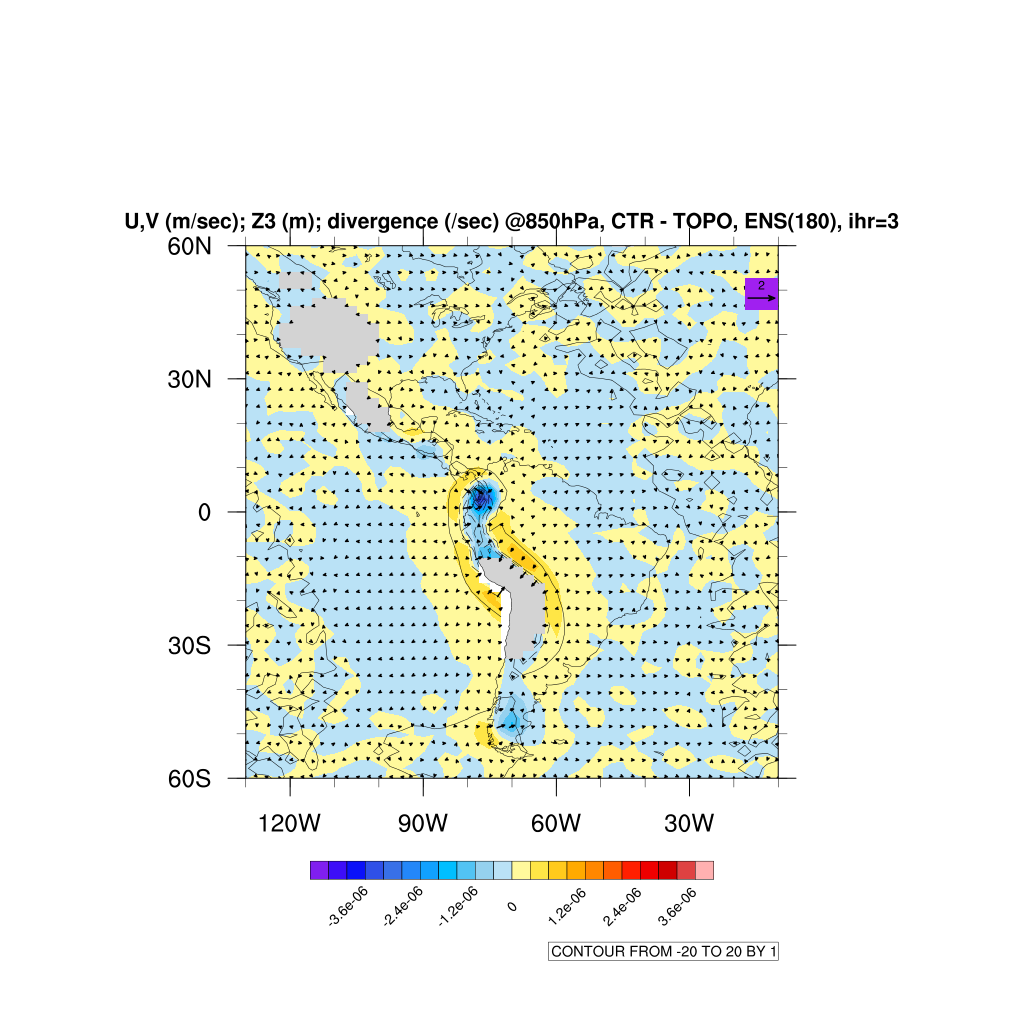 U,V (m/sec); Z3 (m); divergence (/sec) @850hPa, CTR - TOPO, ENS(180), ihr=3
60N
2
30N
0
30S
60S
120W 90W 60W 30W
-3.6e-06 -2.4e-06 -1.2e-06 0 1.2e-06 2.4e-06 3.6e-06
CONTOUR FROM -20 TO 20 BY 1